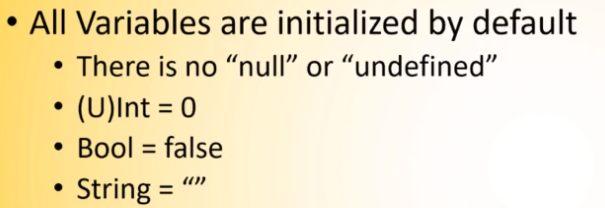 • All Variables are initialized by default
• There is no “null” or “undefined”
• (U)Int = 0
• Bool = false
• String = “”